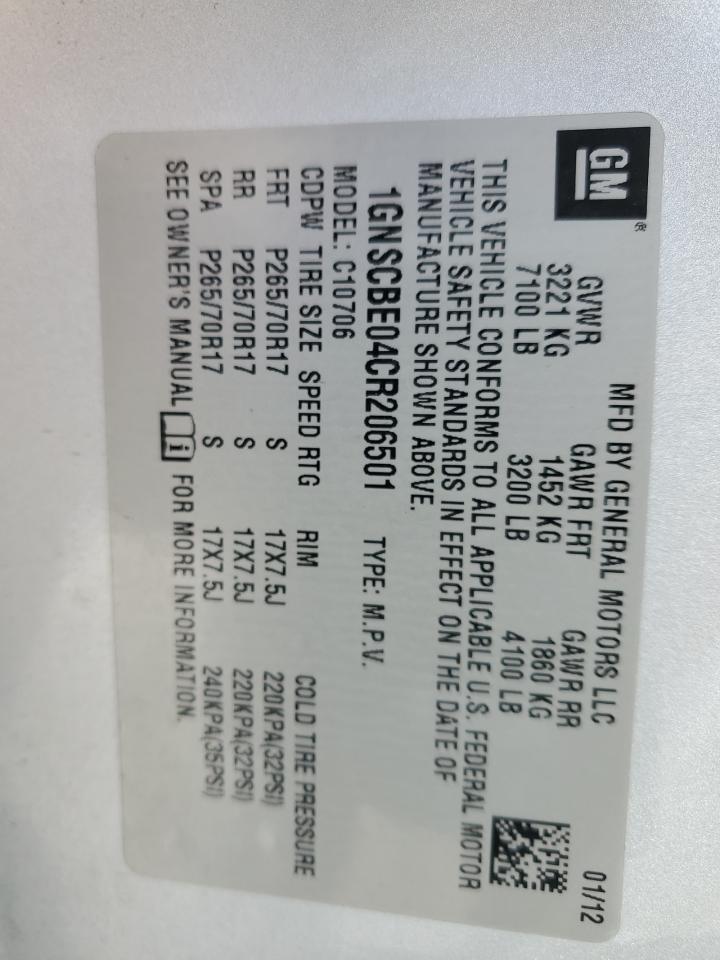 GM ®
MFD BY GENERAL MOTORS LLC 01/12
GVWR GAWR FRT GAWR RR
3221 KG 1452 KG 1860 KG
7100 LB 3200 LB 4100 LB
THIS VEHICLE CONFORMS TO ALL APPLICABLE U.S. FEDERAL MOTOR
VEHICLE SAFETY STANDARDS IN EFFECT ON THE DATE OF
MANUFACTURE SHOWN ABOVE.
1GNSCBE04CR206501 TYPE: M.P.V.
MODEL: C10706
CDPW TIRE SIZE SPEED RTG RIM COLD TIRE PRESSURE
FRT P265/70R17 S 17X7.5J 220KPA(32PSI)
RR P265/70R17 S 17X7.5J 220KPA(32PSI)
SPA P265/70R17 S 17X7.5J 240KPA(35PSI)
SEE OWNER'S MANUAL i FOR MORE INFORMATION.